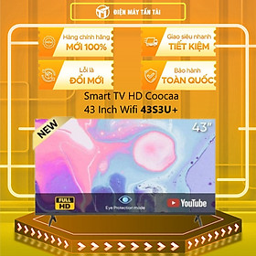 ĐIỆN MÁY TẤN TÀI
Hàng chính hãng
MỚI 100%
Giao siêu nhanh
TIẾT KIỆM
Lỗi là
ĐỔI MỚI
Bảo hành
TOÀN QUỐC
Smart TV HD Coocaa
43 Inch Wifi 43S3U+
NEW
43"
FULL
HD
Eye Protection mode
YouTube